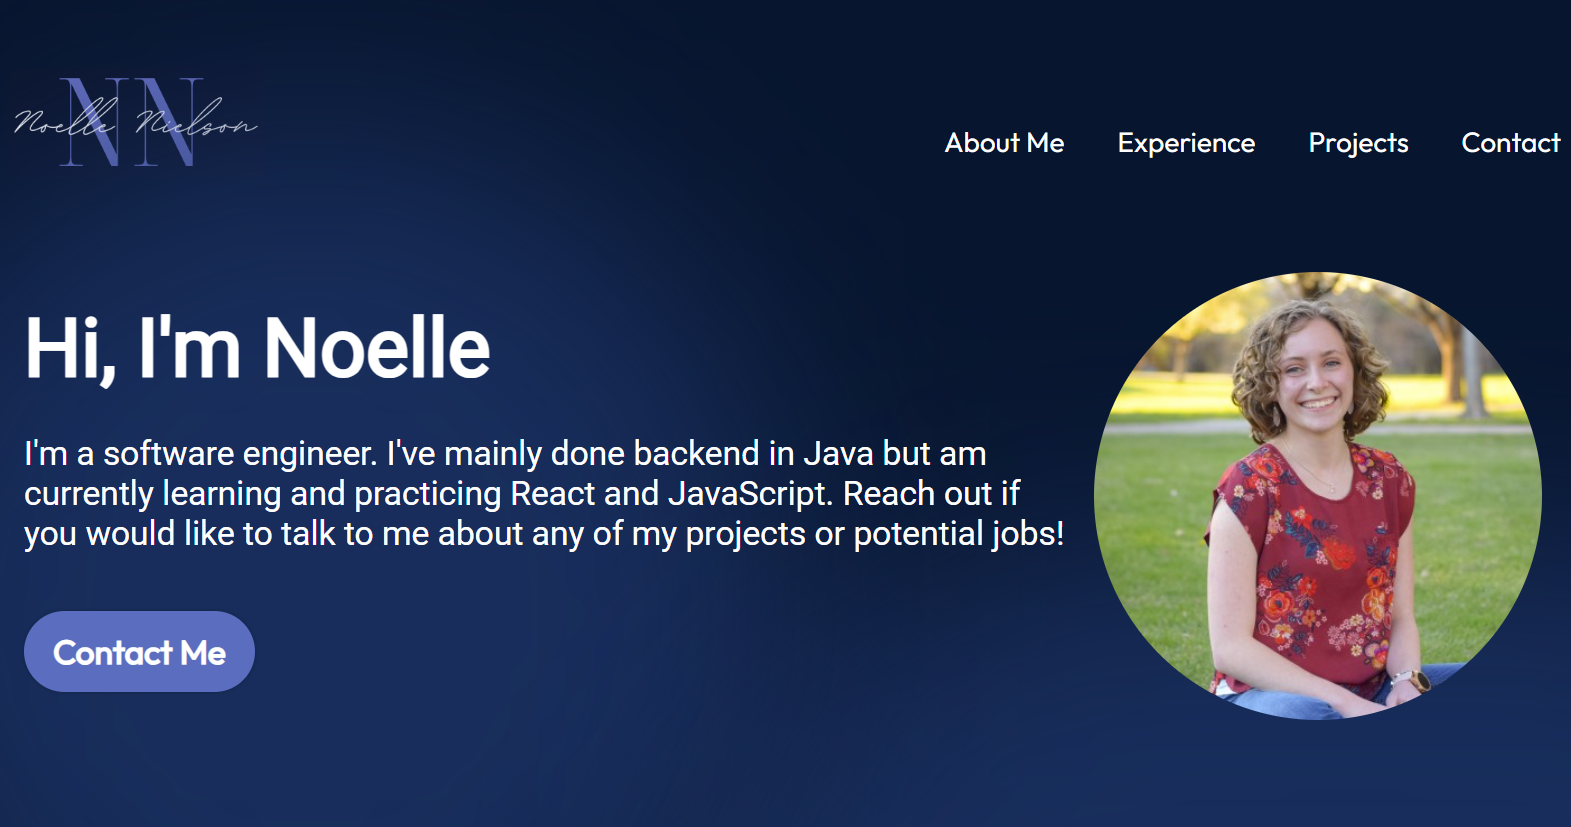 NN
Noelle Nielson
About Me Experience Projects Contact
Hi, I'm Noelle
I'm a software engineer. I've mainly done backend in Java but am
currently learning and practicing React and JavaScript. Reach out if
you would like to talk to me about any of my projects or potential jobs!
Contact Me